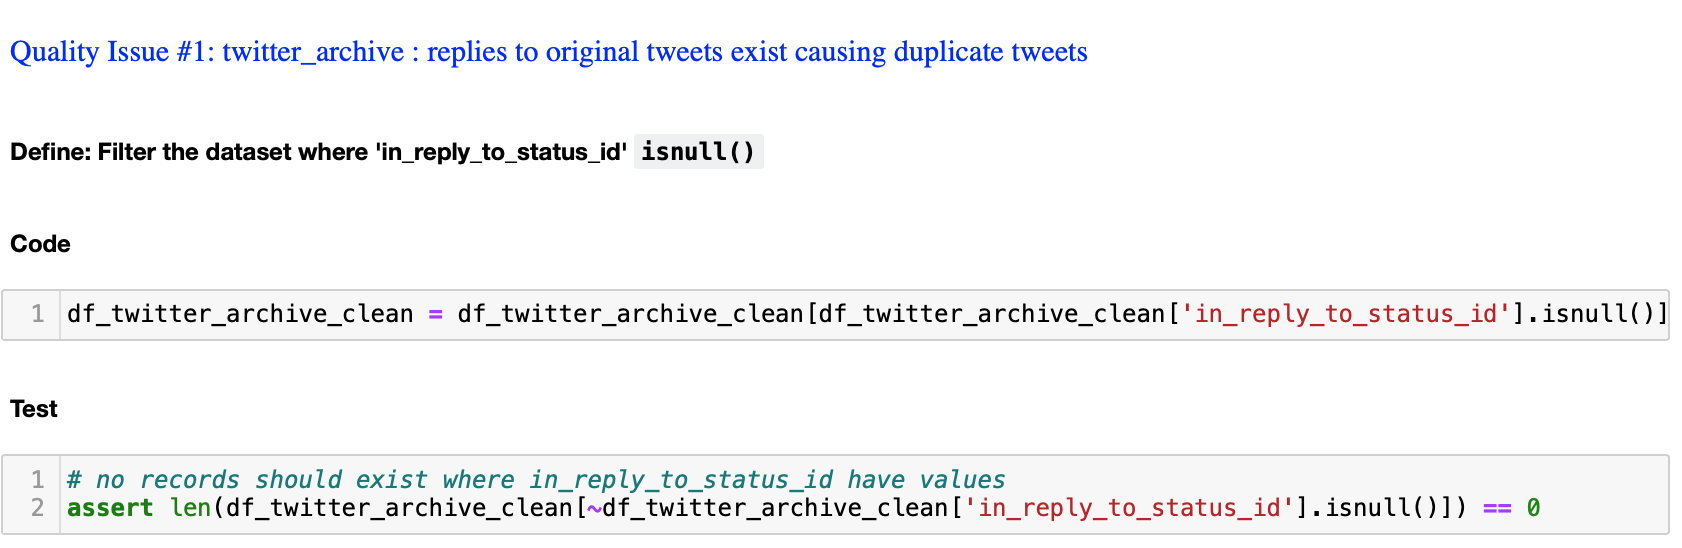 Quality Issue #1: twitter_archive : replies to original tweets exist causing duplicate tweets
Define: Filter the dataset where 'in_reply_to_status_id' isnull()
Code
1 df_twitter_archive_clean = df_twitter_archive_clean[df_twitter_archive_clean['in_reply_to_status_id'].isnull()]
Test
1 # no records should exist where in_reply_to_status_id have values
2 assert len(df_twitter_archive_clean[~df_twitter_archive_clean['in_reply_to_status_id'].isnull()]) == 0